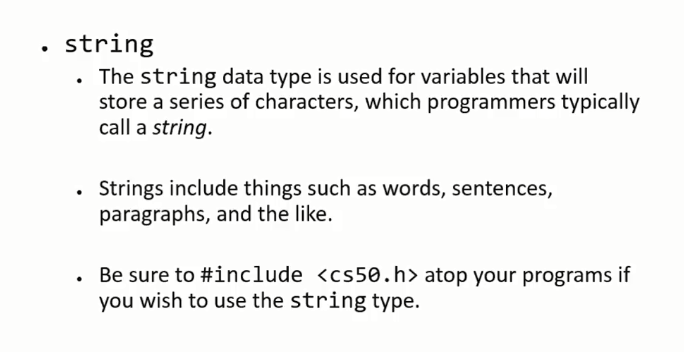 • string
• The string data type is used for variables that will
store a series of characters, which programmers typically
call a string.
• Strings include things such as words, sentences,
paragraphs, and the like.
• Be sure to #include <cs50.h> atop your programs if
you wish to use the string type.